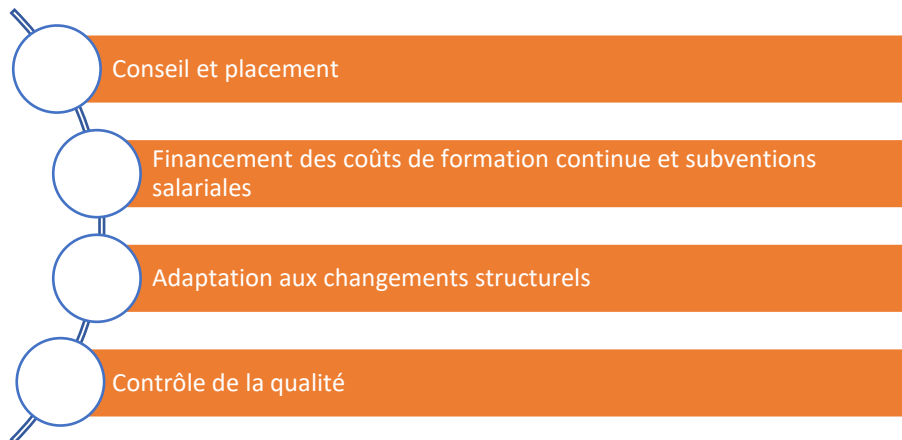 Conseil et placement
Financement des coûts de formation continue et subventions
salariales
Adaptation aux changements structurels
Contrôle de la qualité